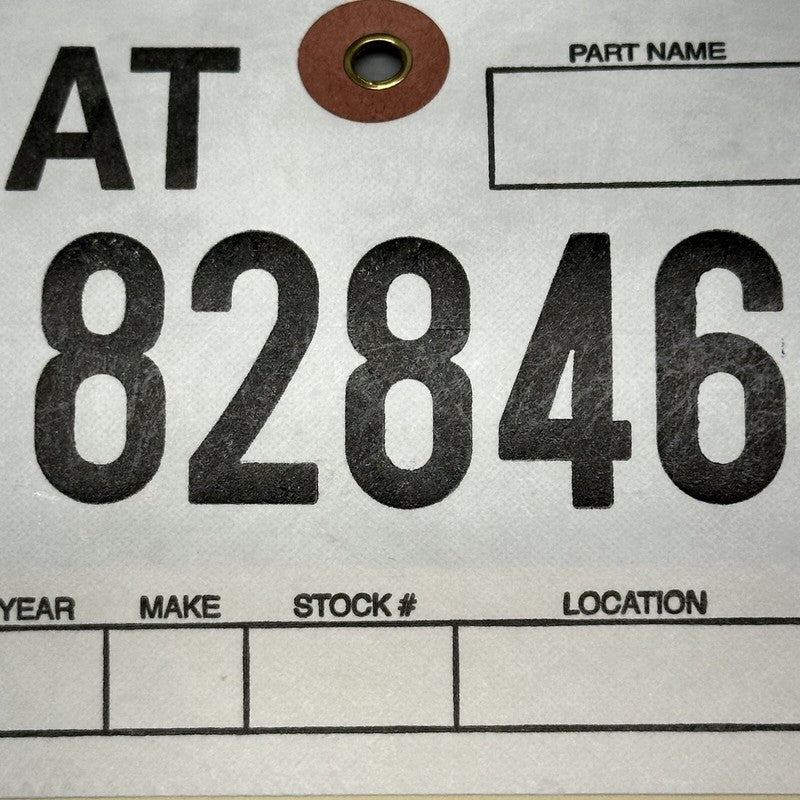 AT
PART NAME
82846
YEAR MAKE STOCK # LOCATION